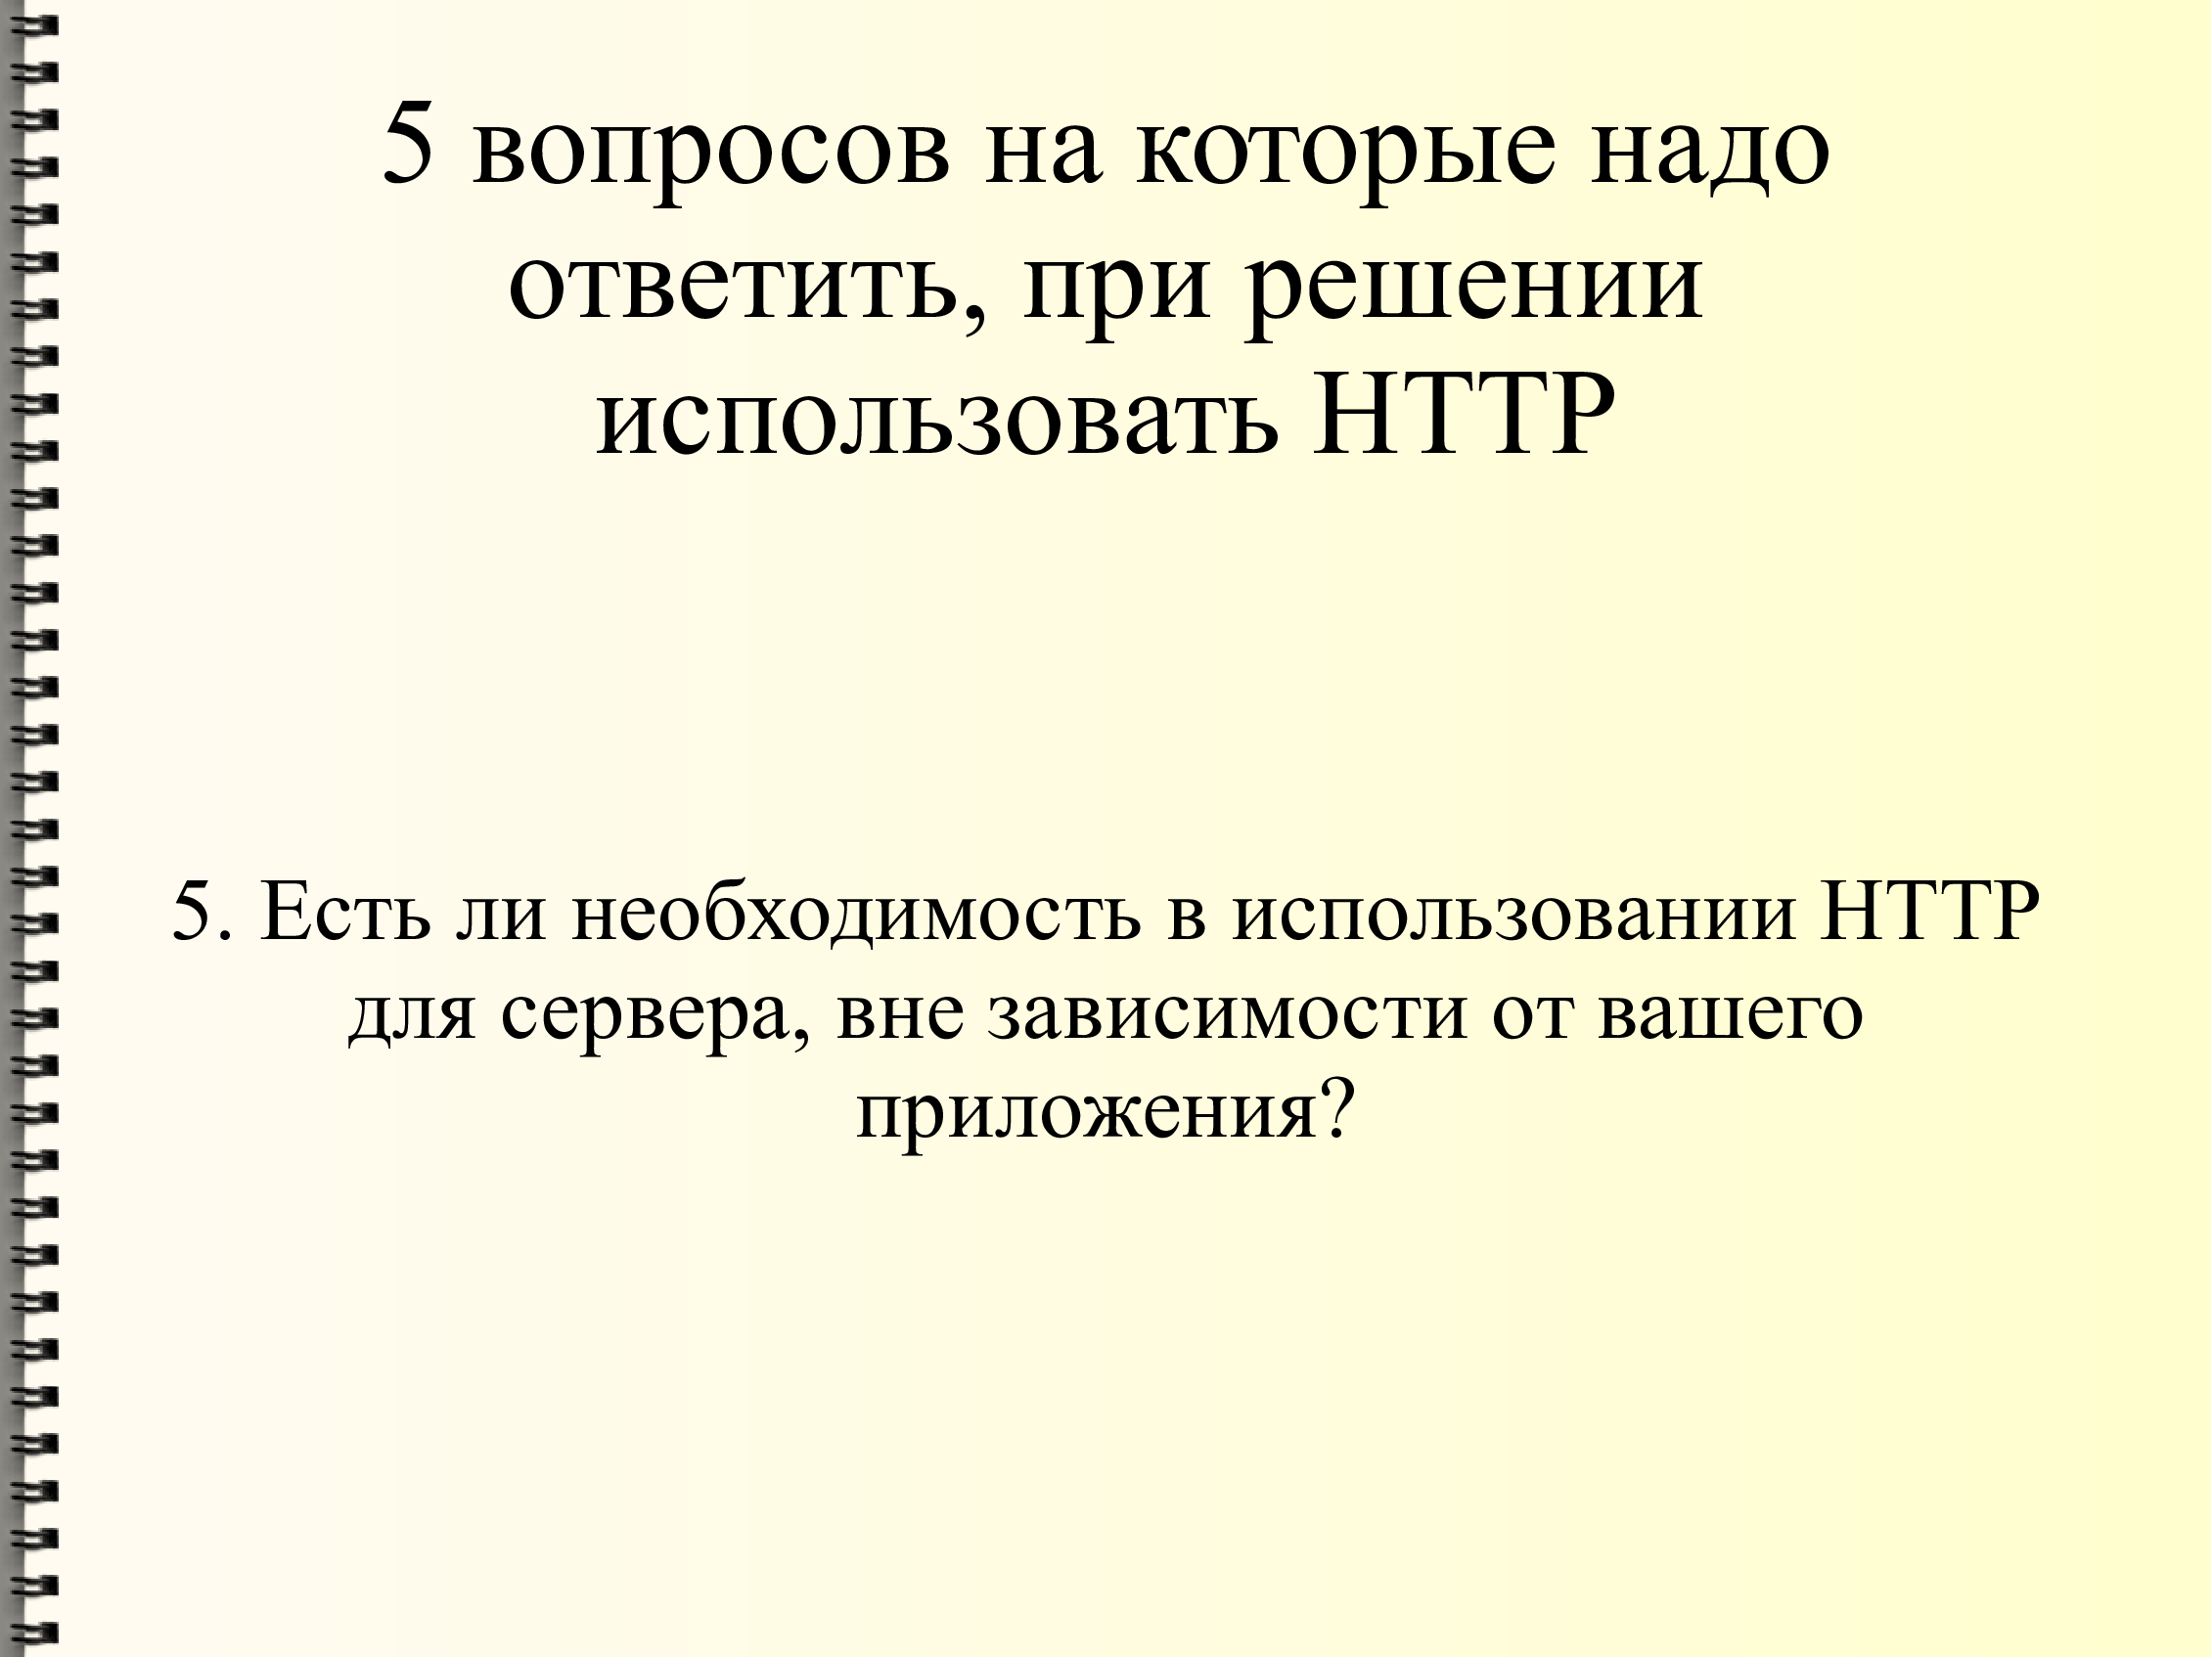 5 вопросов на которые надо
ответить, при решении
использовать HTTP
5. Есть ли необходимость в использовании HTTP
для сервера, вне зависимости от вашего
приложения?